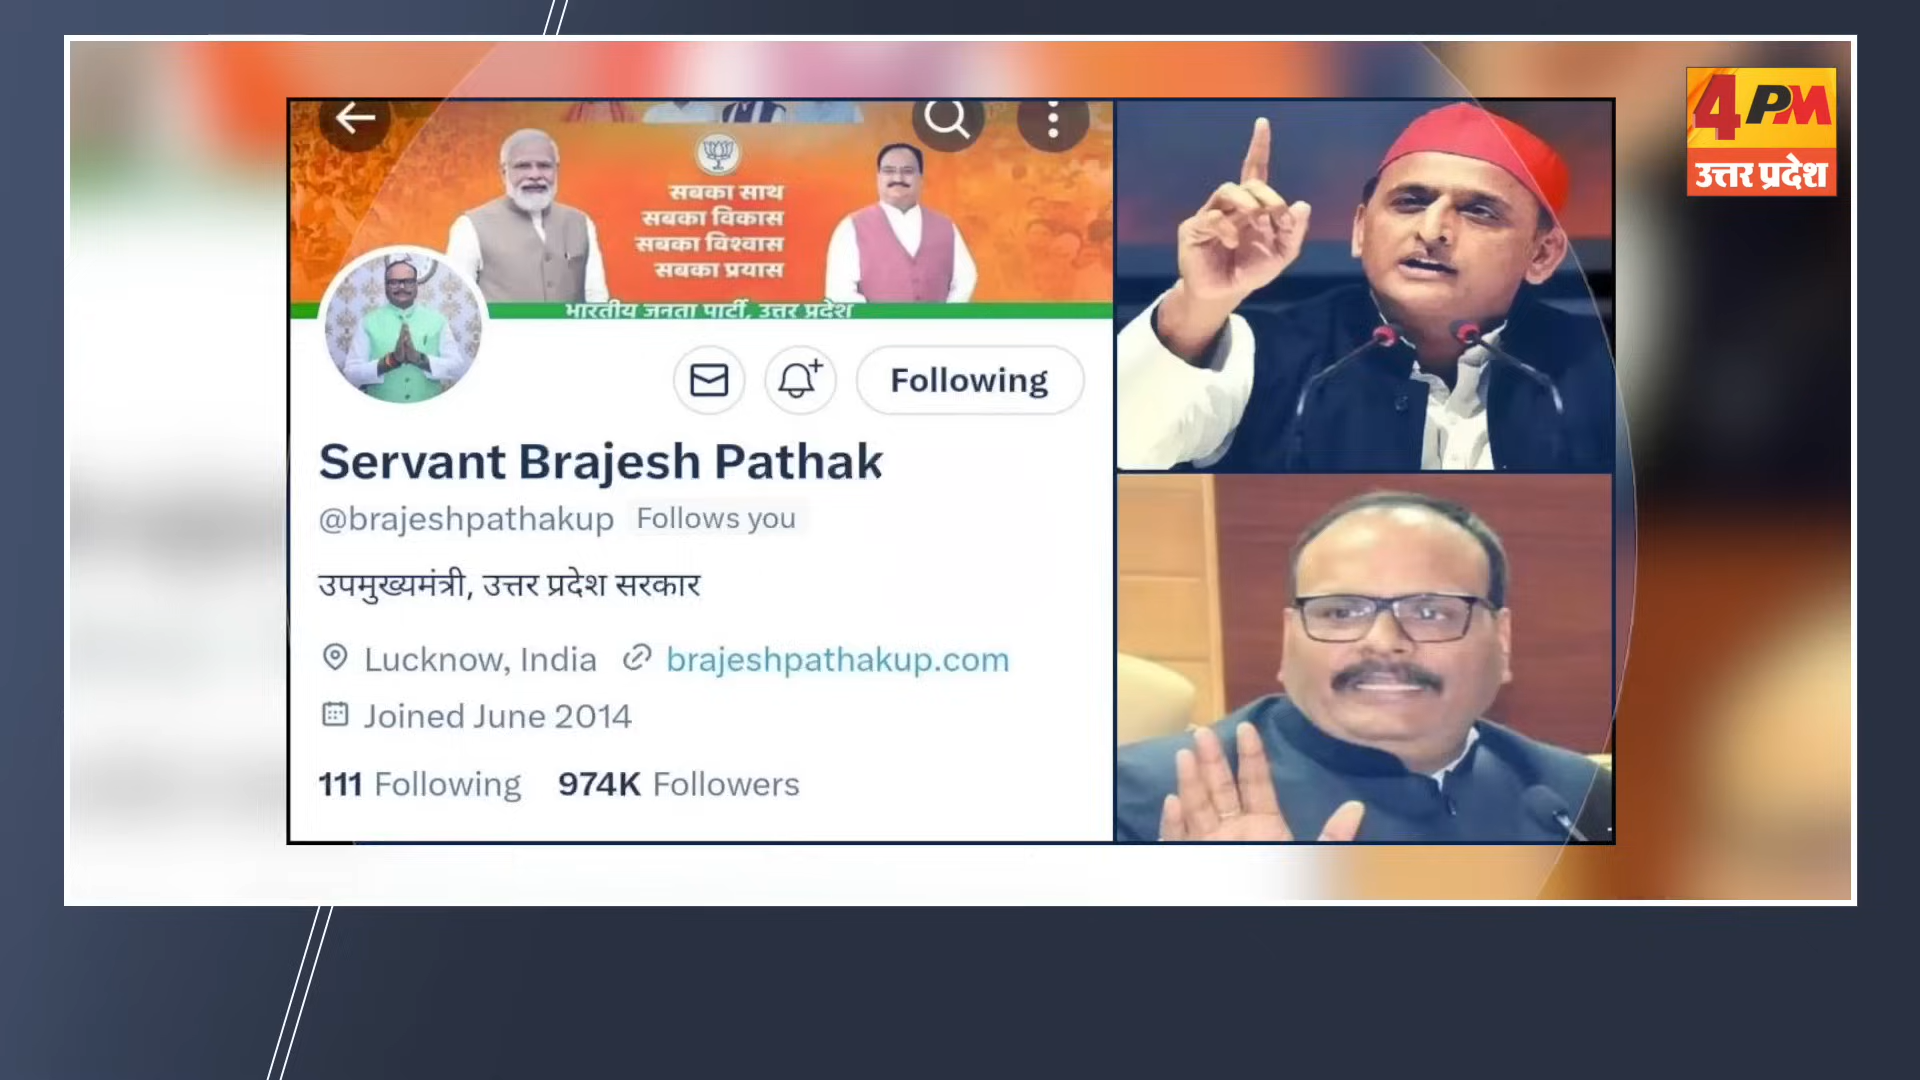 सबका साथ
सबका विकास
सबका विश्वास
सबका प्रयास
भारतीय जनता पार्टी, उत्तर प्रदेश
Following
Servant Brajesh Pathak
@brajeshpathakup Follows you
उपमुख्यमंत्री, उत्तर प्रदेश सरकार
Lucknow, India brajeshpathakup.com
Joined June 2014
111 Following 974K Followers
4PM
उत्तर प्रदेश